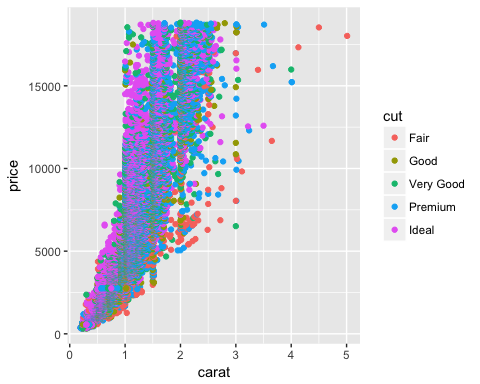 15000
10000
5000
0
price
0 1 2 3 4 5
carat
cut
Fair
Good
Very Good
Premium
Ideal